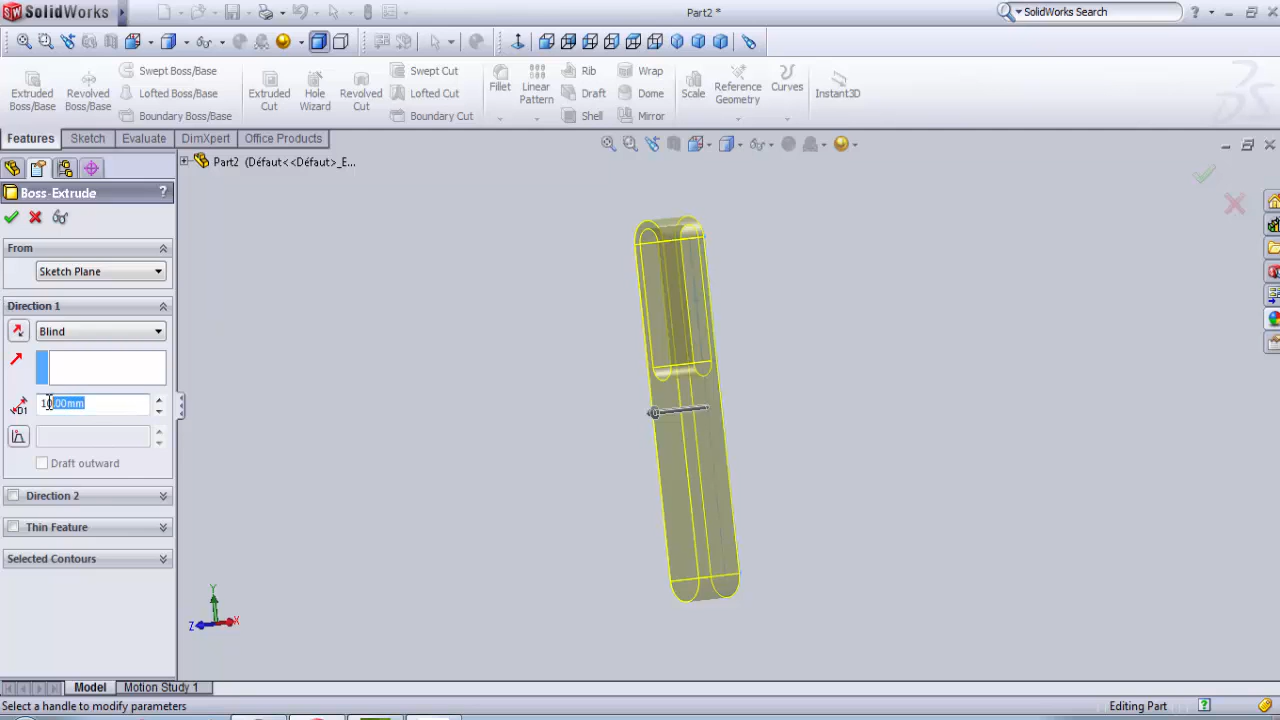 SolidWorks
Part2 *
SolidWorks Search
Extruded Boss/Base
Revolved Boss/Base
Swept Boss/Base
Lofted Boss/Base
Boundary Boss/Base
Extruded Cut
Hole Wizard
Revolved Cut
Swept Cut
Lofted Cut
Boundary Cut
Fillet
Linear Pattern
Rib
Draft
Shell
Wrap
Dome
Mirror
Scale
Reference Geometry
Curves
Instant3D
Features
Sketch
Evaluate
DimXpert
Office Products
Part2 (Défaut<<Défaut>_E...
Boss-Extrude
?
From
Sketch Plane
Direction 1
Blind
D1
Draft outward
Direction 2
Thin Feature
Selected Contours
Y
Z
X
Model
Motion Study 1
Select a handle to modify parameters
Editing Part